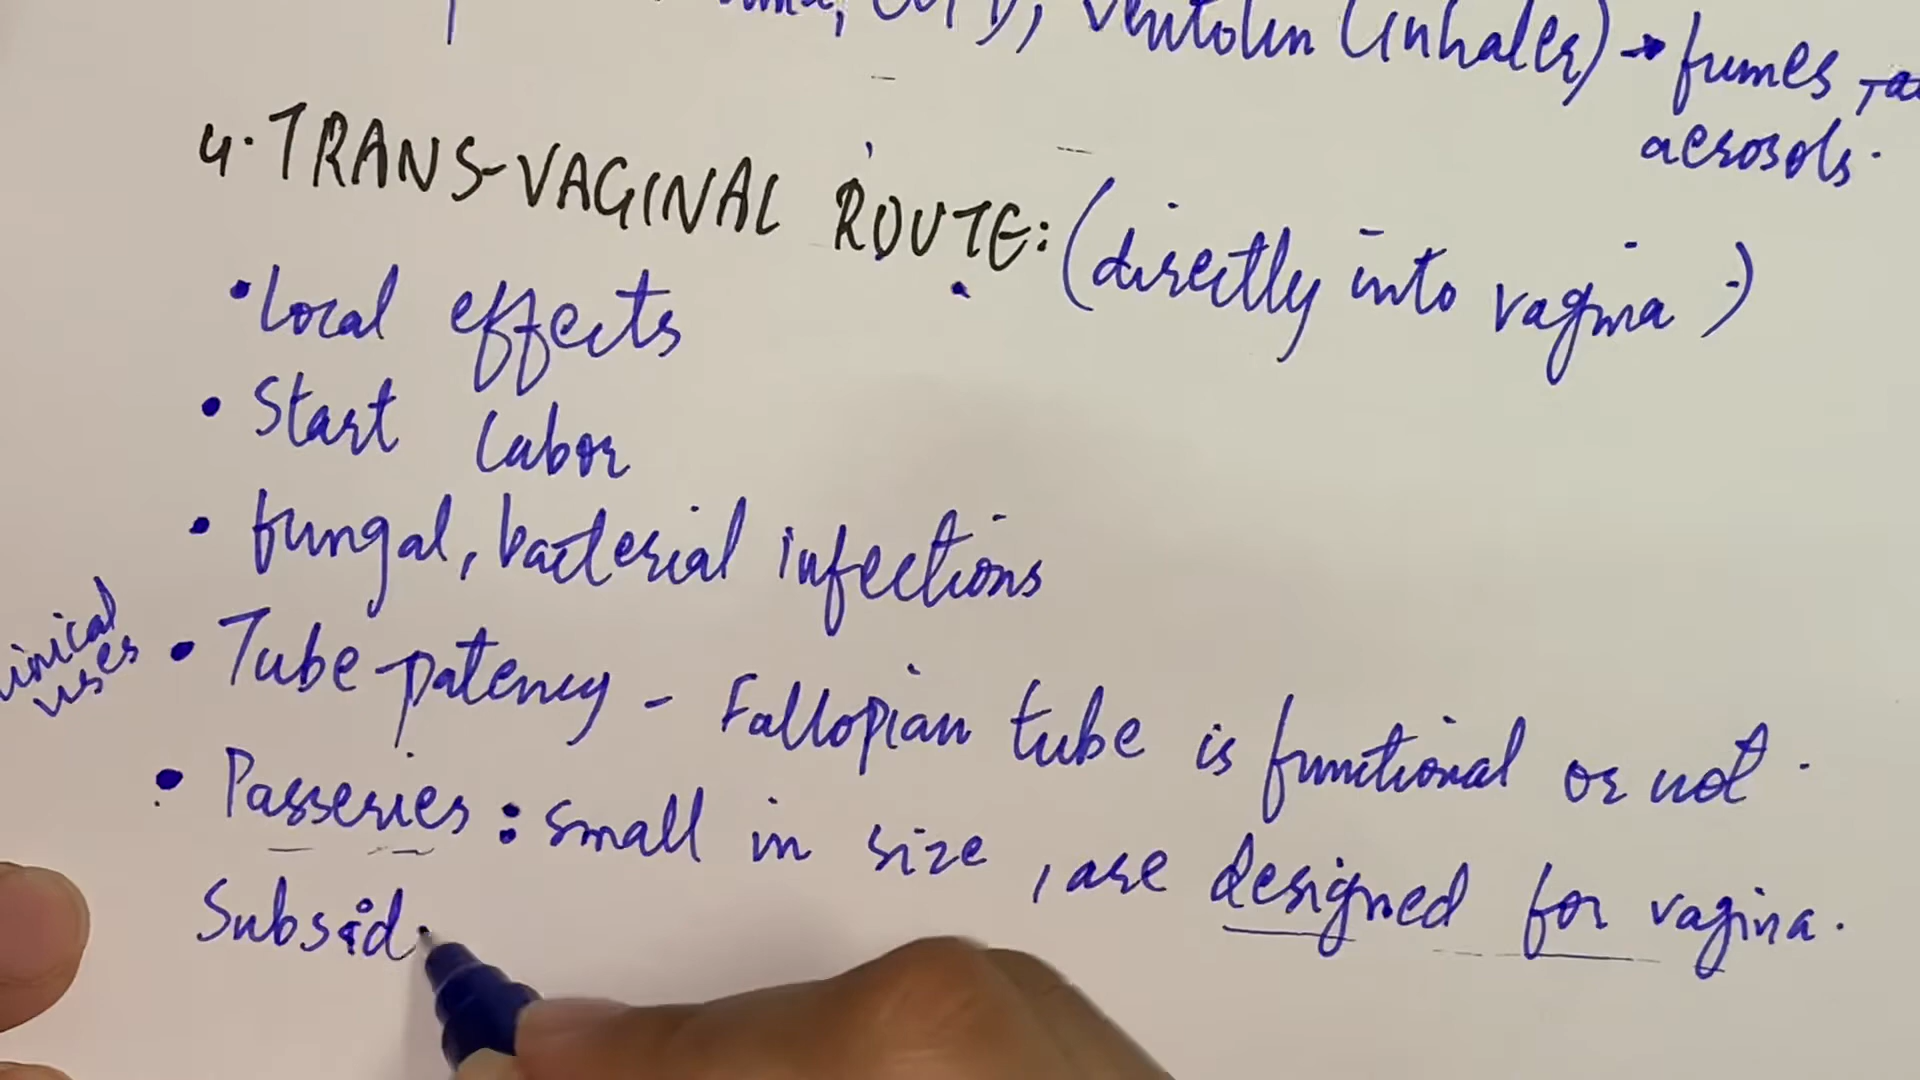 Ventolin (inhaler) → fumes
aerosols.
4. TRANS-VAGINAL ROUTE: (directly into vagina)
• Local effects
• Start labor
• fungal, bacterial infections
• Tube patency - Fallopian tube is functional or not.
uses
• Passeries: small in size, are designed for vagina.
Subsid